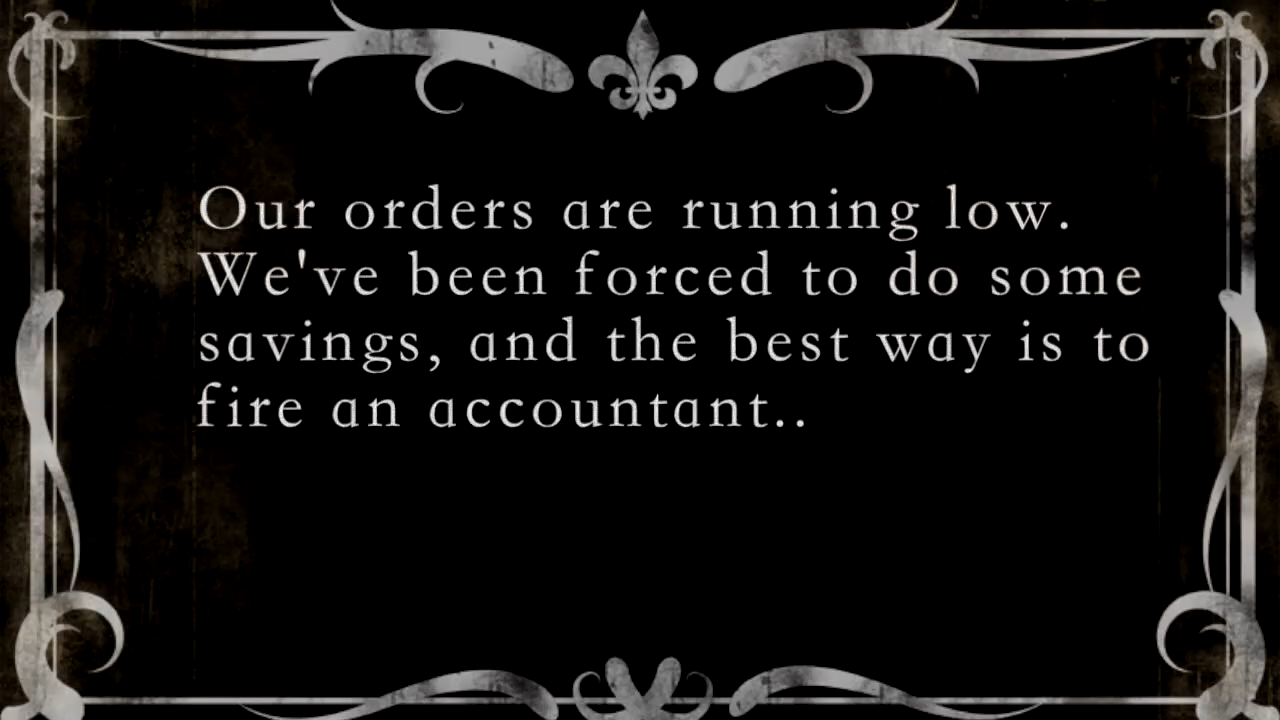 Our orders are running low.
We've been forced to do some
savings, and the best way is to
fire an accountant..